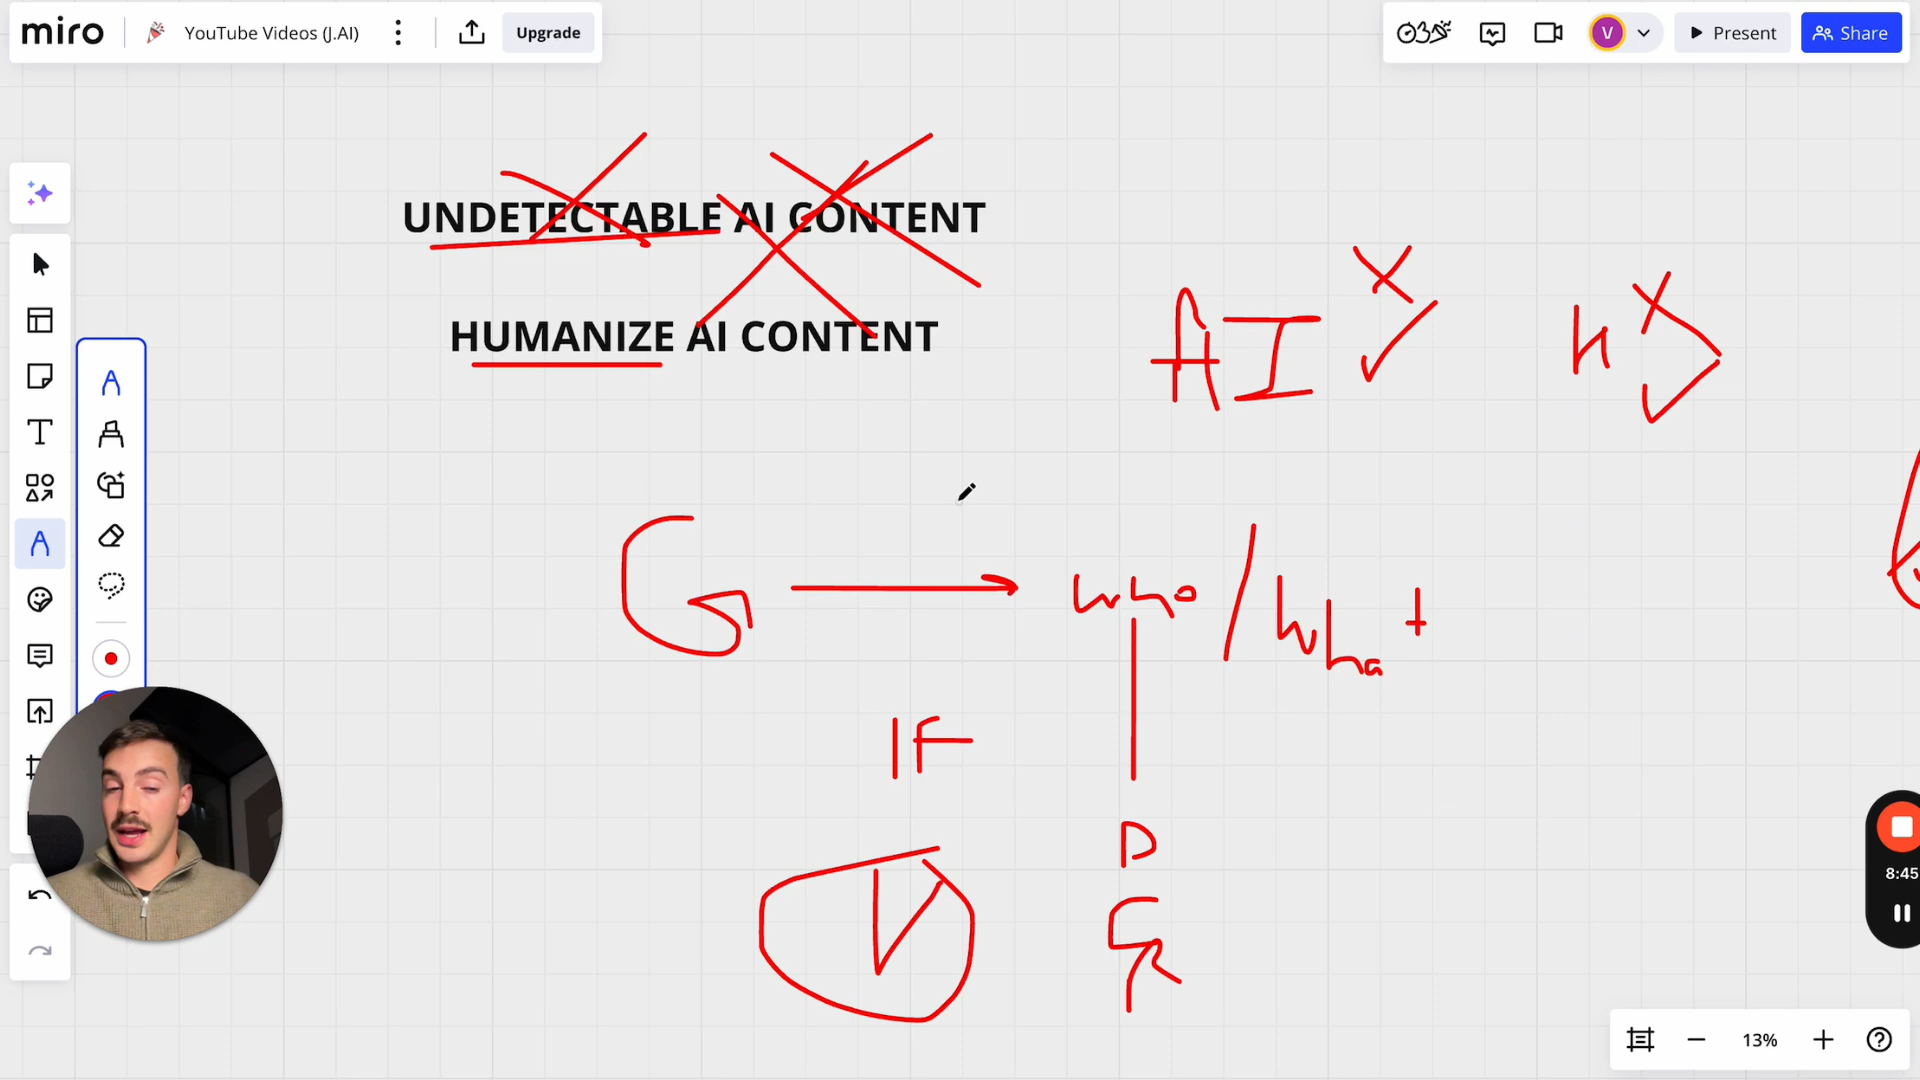 miro
YouTube Videos (J.AI)
Upgrade
V
Present
Share
UNDETECTABLE AI CONTENT
HUMANIZE AI CONTENT
AI
H
G
who / what
IF
V
D
8:45
13%